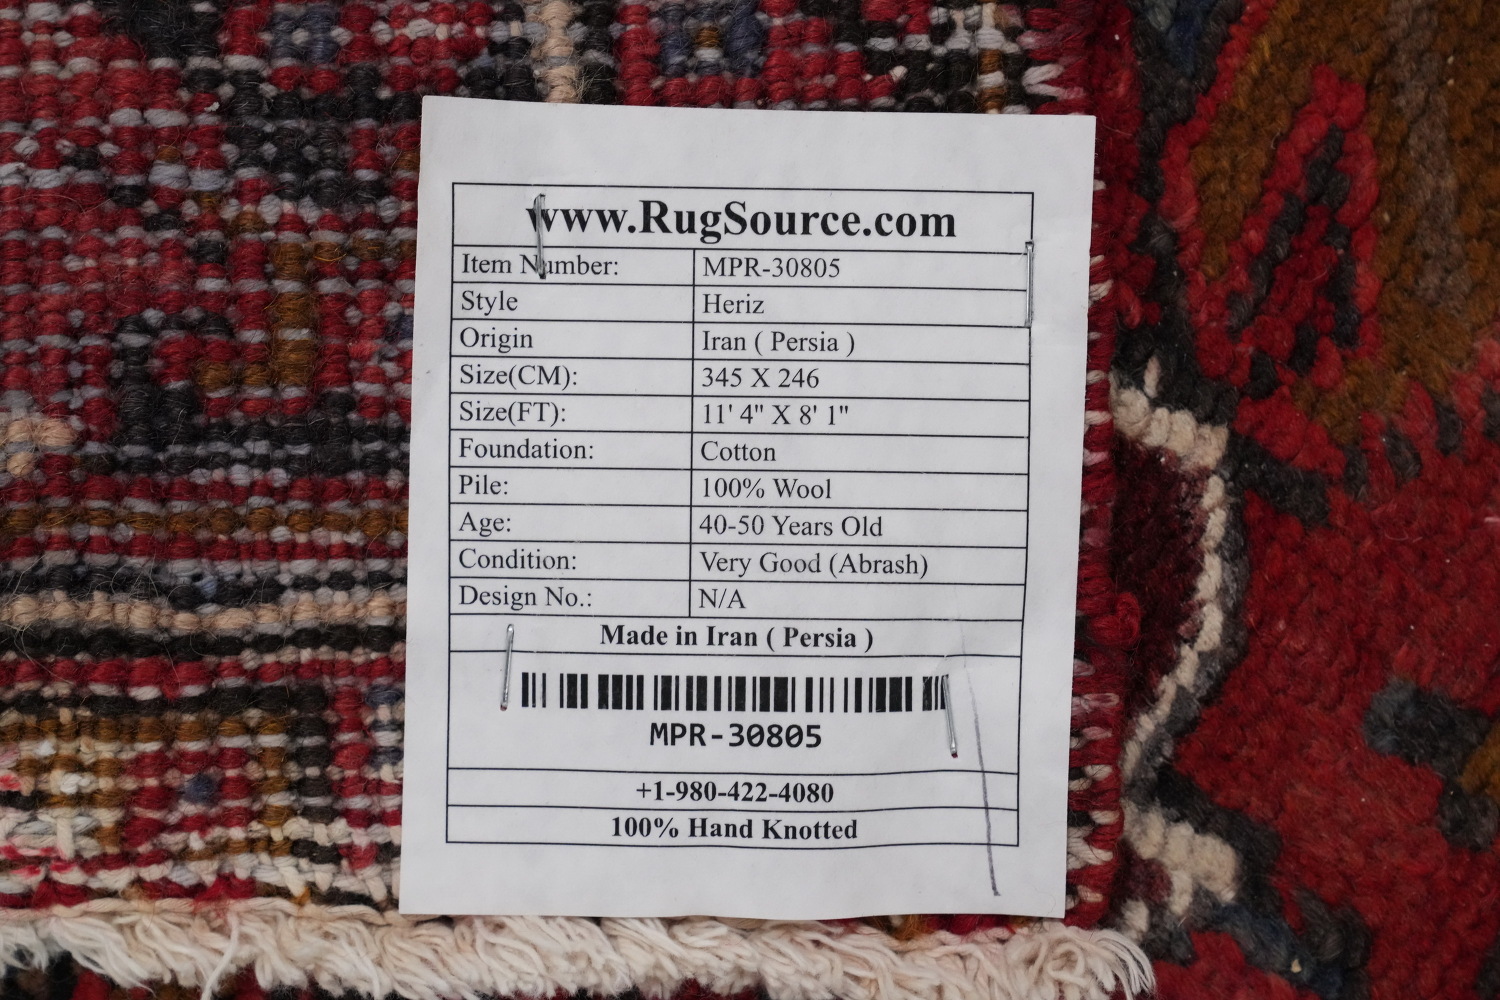 www.RugSource.com
Item Number: MPR-30805
Style Heriz
Origin Iran ( Persia )
Size(CM): 345 X 246
Size(FT): 11' 4" X 8' 1"
Foundation: Cotton
Pile: 100% Wool
Age: 40-50 Years Old
Condition: Very Good (Abrash)
Design No.: N/A
Made in Iran ( Persia )
MPR-30805
+1-980-422-4080
100% Hand Knotted